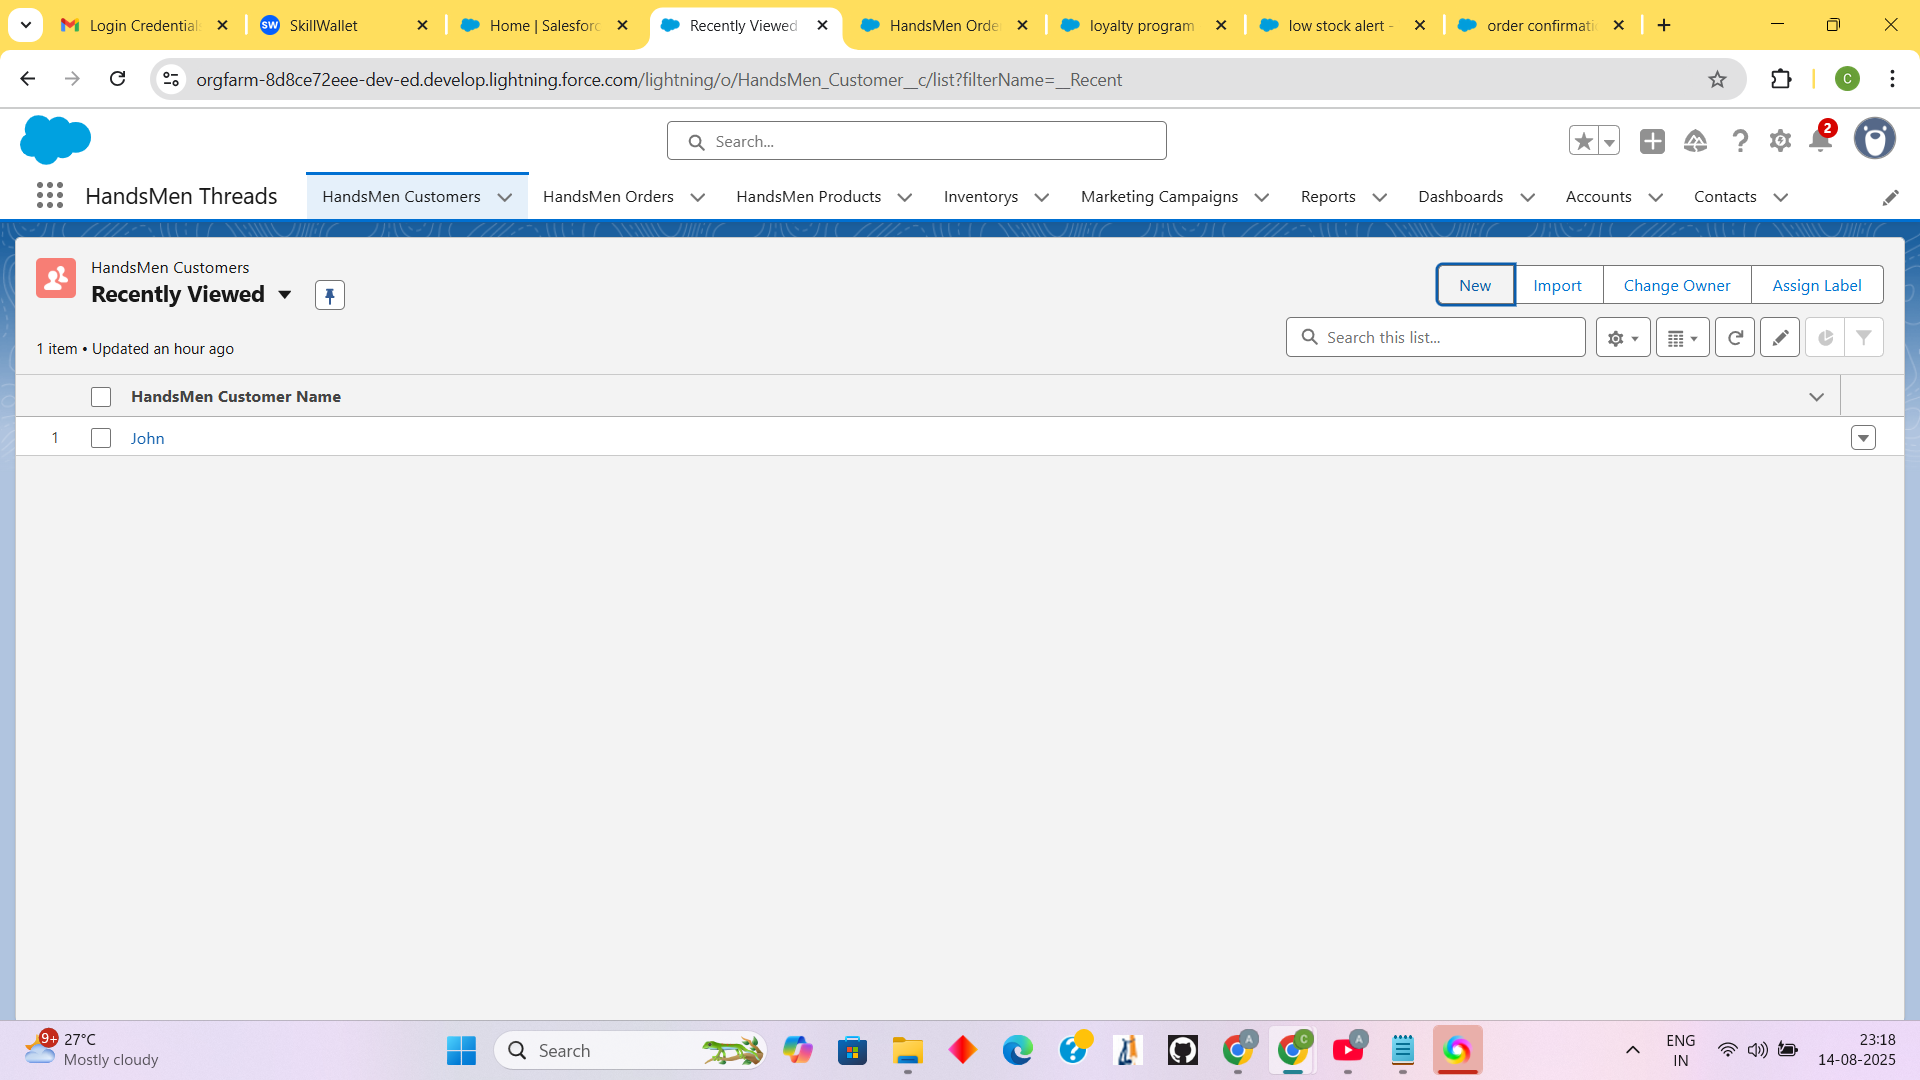 Login Credentials
SkillWallet
Home | Salesforc
Recently Viewed
HandsMen Orde
loyalty program
low stock alert -
order confirmati
orgfarm-8d8ce72eee-dev-ed.develop.lightning.force.com/lightning/o/HandsMen_Customer__c/list?filterName=__Recent
C
Search...
2
HandsMen Threads
HandsMen Customers
HandsMen Orders
HandsMen Products
Inventorys
Marketing Campaigns
Reports
Dashboards
Accounts
Contacts
HandsMen Customers
Recently Viewed
New
Import
Change Owner
Assign Label
1 item • Updated an hour ago
Search this list...
HandsMen Customer Name
1
John
9+
27°C
Mostly cloudy
Search
A
C
A
ENG
IN
23:18
14-08-2025